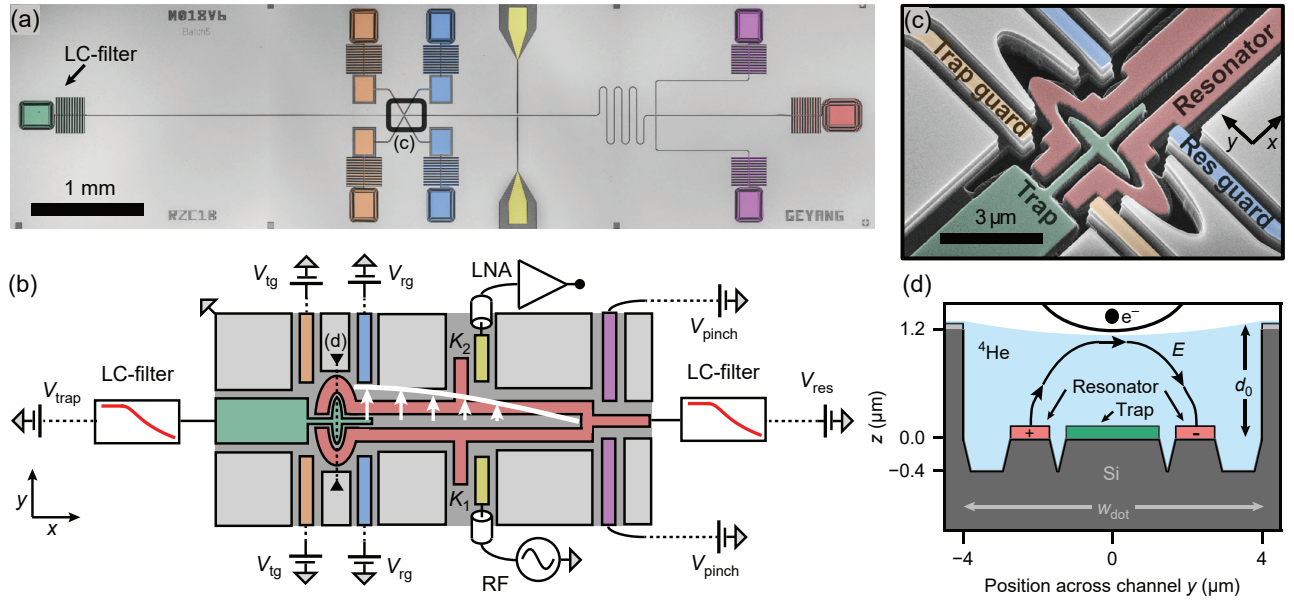 (a)
M018V6
Batch5
LC-filter
(c)
1 mm
RZC18
GEYANG
(b)
V_tg
V_rg
LNA
K_2
V_pinch
(d)
LC-filter
V_trap
LC-filter
V_res
K_1
y
x
V_tg
V_rg
RF
V_pinch
(c)
Trap guard
Resonator
y
x
Res guard
Trap
3 μm
(d)
e⁻
1.2
⁴He
E
d_0
Resonator
Trap
z (μm)
0.0
+
-
−0.4
Si
w_dot
−4
0
4
Position across channel y (μm)